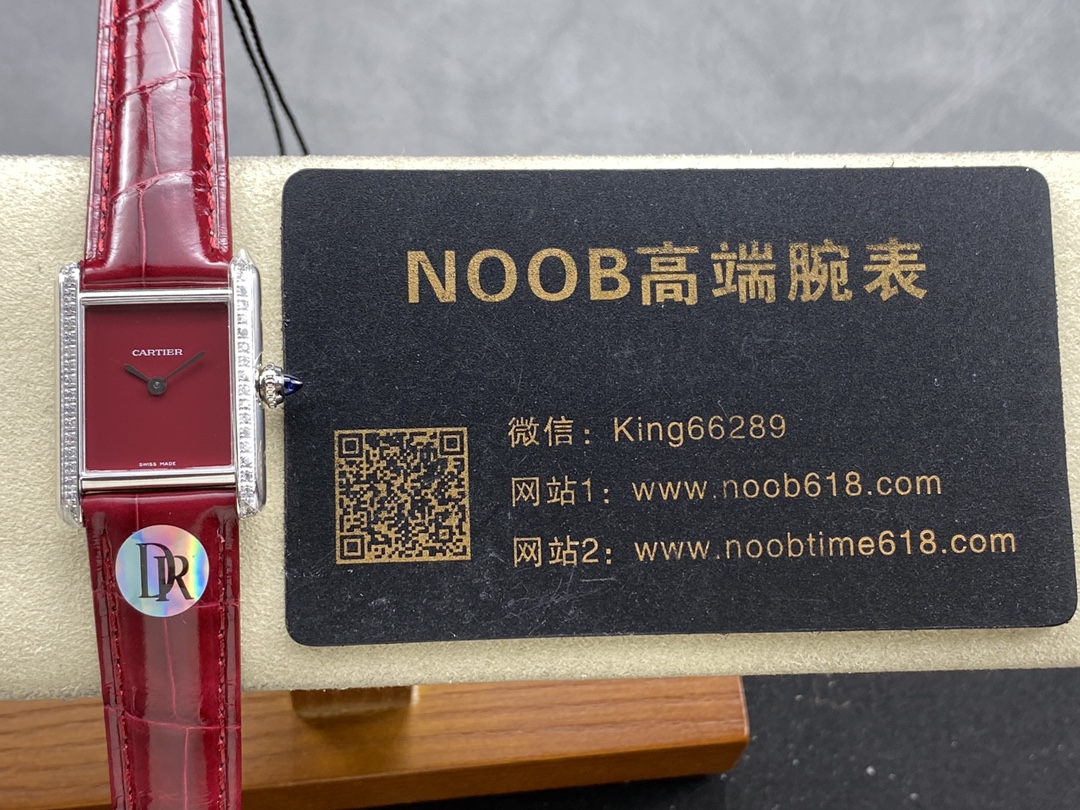 CARTIER
SWISS MADE
DR
NOOB高端腕表
微信：King66289
网站1：www.noob618.com
网站2：www.noobtime618.com